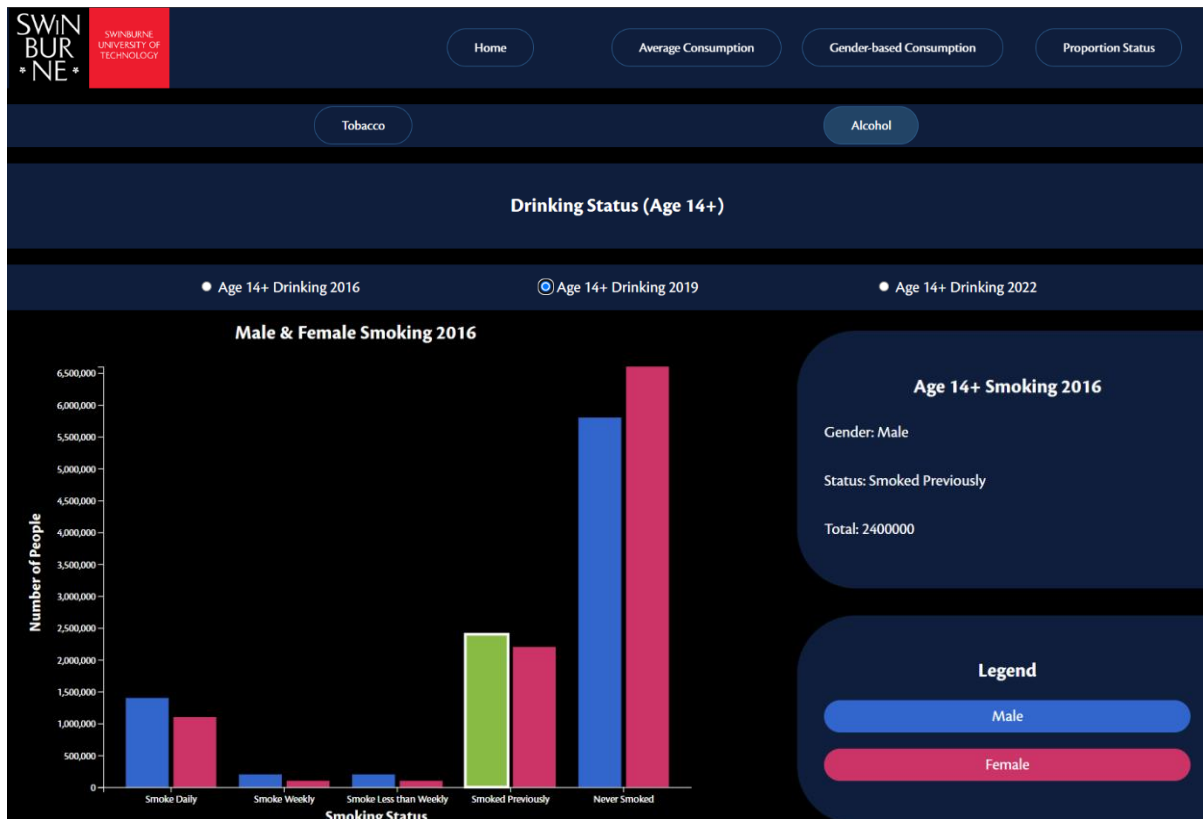 SWiN
BUR
* NE *
SWINBURNE
UNIVERSITY OF
TECHNOLOGY
Home
Average Consumption
Gender-based Consumption
Proportion Status
Tobacco
Alcohol
Drinking Status (Age 14+)
Age 14+ Drinking 2016
Age 14+ Drinking 2019
Age 14+ Drinking 2022
Male & Female Smoking 2016
Number of People
6,500,000
6,000,000
5,500,000
5,000,000
4,500,000
4,000,000
3,500,000
3,000,000
2,500,000
2,000,000
1,500,000
1,000,000
500,000
0
Smoke Daily
Smoke Weekly
Smoke Less than Weekly
Smoked Previously
Never Smoked
Smoking Status
Age 14+ Smoking 2016
Gender: Male
Status: Smoked Previously
Total: 2400000
Legend
Male
Female